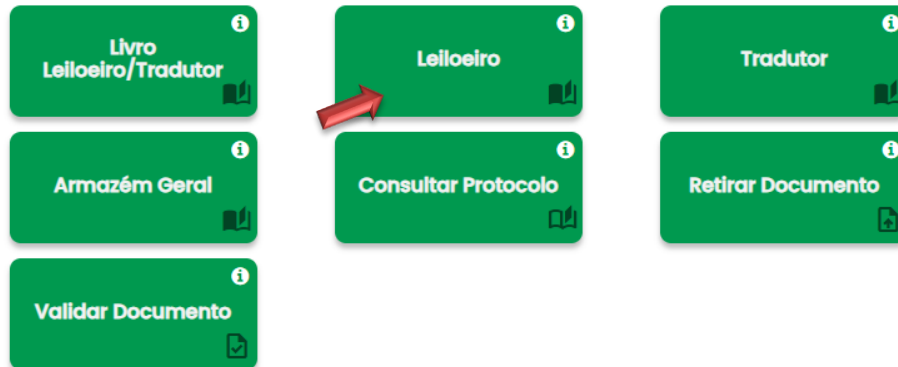 Livro
Leiloeiro/Tradutor
Leiloeiro
Tradutor
Armazém Geral
Consultar Protocolo
Retirar Documento
Validar Documento